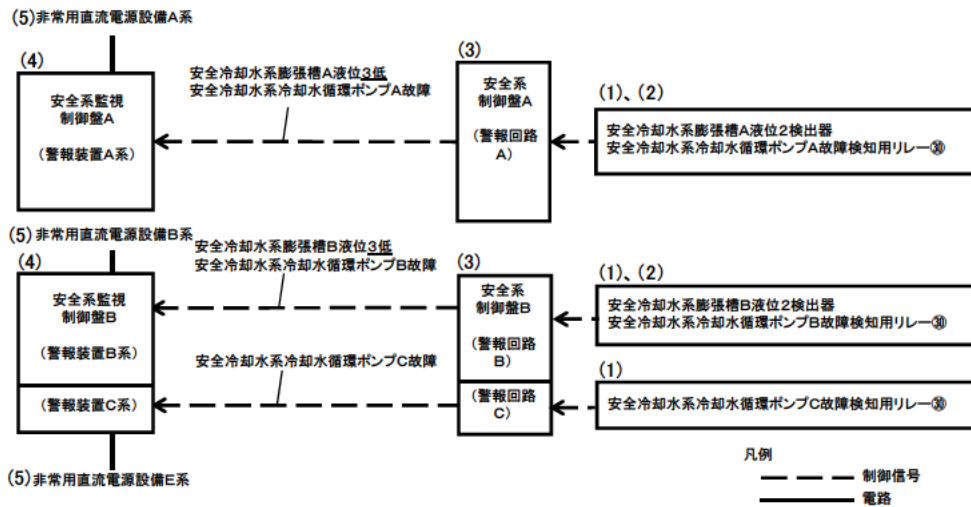 (5)非常用直流電源設備A系
(4)
安全系監視
制御盤A
(警報装置A系)
安全冷却水系膨張槽A液位3低
安全冷却水系冷却水循環ポンプA故障
(3)
安全系
制御盤A
(警報回路
A)
(1)、(2)
安全冷却水系膨張槽A液位2検出器
安全冷却水系冷却水循環ポンプA故障検知用リレー㉚
(5)非常用直流電源設備B系
(4)
安全系監視
制御盤B
(警報装置B系)
安全冷却水系膨張槽B液位3低
安全冷却水系冷却水循環ポンプB故障
(3)
安全系
制御盤B
(警報回路
B)
(1)、(2)
安全冷却水系膨張槽B液位2検出器
安全冷却水系冷却水循環ポンプB故障検知用リレー㉚
(警報装置C系)
安全冷却水系冷却水循環ポンプC故障
(警報回路
C)
(1)
安全冷却水系冷却水循環ポンプC故障検知用リレー㉚
(5)非常用直流電源設備E系
凡例
制御信号
電路